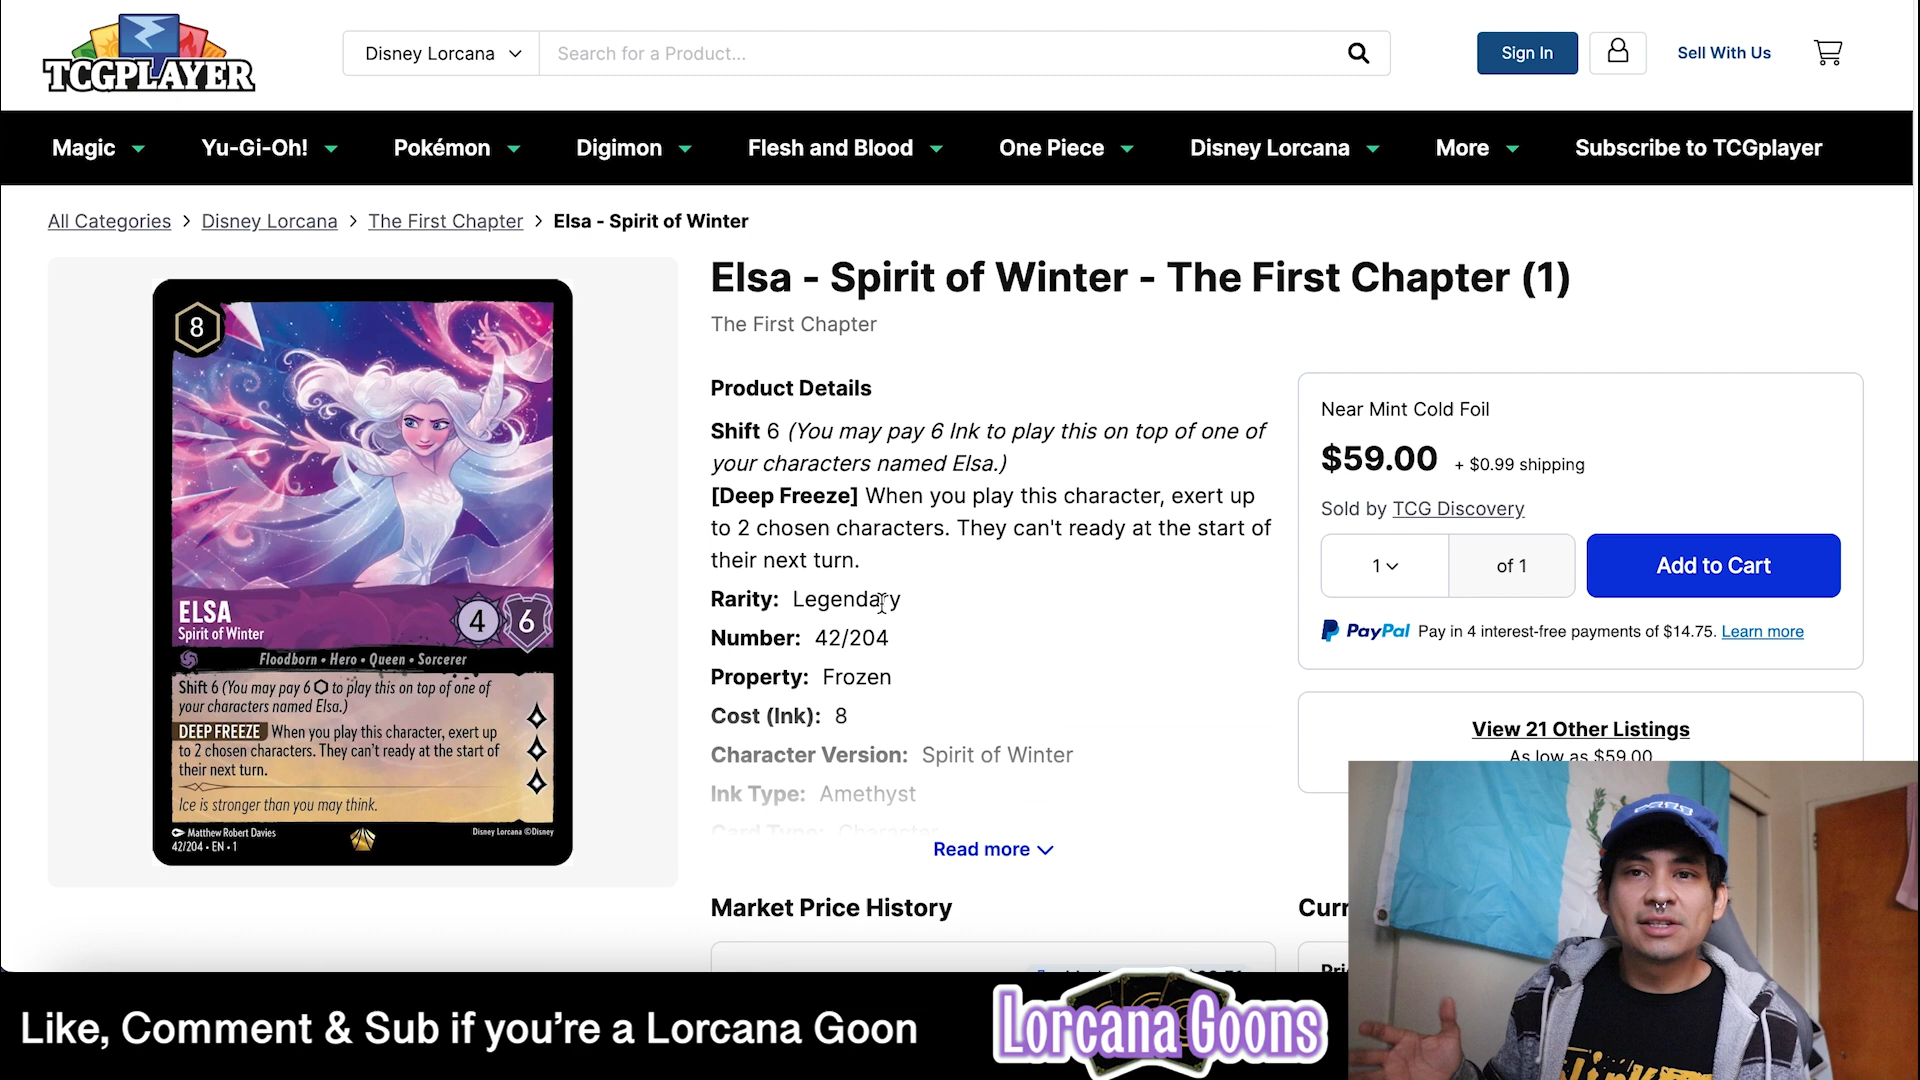 TCGPLAYER
Disney Lorcana
Search for a Product...
Sign In
Sell With Us
Magic
Yu-Gi-Oh!
Pokémon
Digimon
Flesh and Blood
One Piece
Disney Lorcana
More
Subscribe to TCGplayer
All Categories > Disney Lorcana > The First Chapter > Elsa - Spirit of Winter
8
ELSA
Spirit of Winter
4
6
Floodborn • Hero • Queen • Sorcerer
Shift 6 (You may pay 6 to play this on top of one of
your characters named Elsa.)
DEEP FREEZE When you play this character, exert up
to 2 chosen characters. They can't ready at the start of
their next turn.
Ice is stronger than you may think.
Matthew Robert Davies
Disney Lorcana ©Disney
42/204 • EN • 1
Elsa - Spirit of Winter - The First Chapter (1)
The First Chapter
Product Details
Shift 6 (You may pay 6 Ink to play this on top of one of
your characters named Elsa.)
[Deep Freeze] When you play this character, exert up
to 2 chosen characters. They can't ready at the start of
their next turn.
Rarity: Legendary
Number: 42/204
Property: Frozen
Cost (Ink): 8
Character Version: Spirit of Winter
Ink Type: Amethyst
Card Type: Character
Read more
Market Price History
Near Mint Cold Foil
$59.00 + $0.99 shipping
Sold by TCG Discovery
1
of 1
Add to Cart
PayPal Pay in 4 interest-free payments of $14.75. Learn more
View 21 Other Listings
As low as $59.00
Curr
Like, Comment & Sub if you're a Lorcana Goon
Lorcana Goons